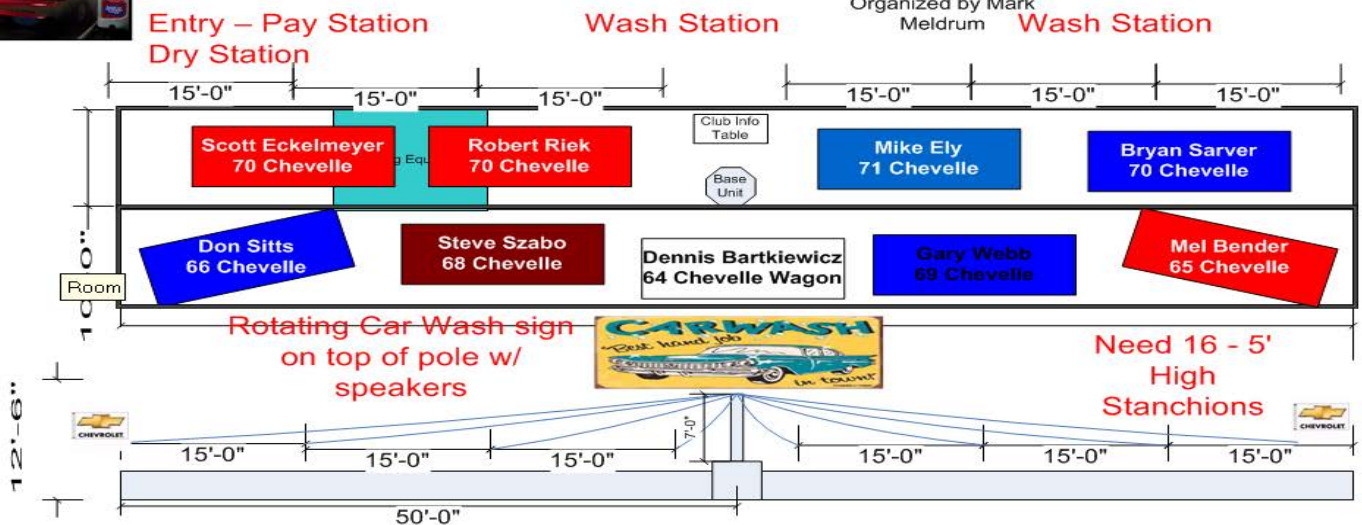 Organized by Mark
Meldrum
Entry – Pay Station
Dry Station
Wash Station
Wash Station
15'-0"
15'-0"
15'-0"
15'-0"
15'-0"
15'-0"
Club Info
Table
Scott Eckelmeyer
70 Chevelle
g Equ
Robert Riek
70 Chevelle
Mike Ely
71 Chevelle
Bryan Sarver
70 Chevelle
Base
Unit
Don Sitts
66 Chevelle
Steve Szabo
68 Chevelle
Dennis Bartkiewicz
64 Chevelle Wagon
Gary Webb
69 Chevelle
Mel Bender
65 Chevelle
Room
Rotating Car Wash sign
on top of pole w/
speakers
CARWASH
"Best hand job
in town!"
Need 16 - 5'
High
Stanchions
12'-6"
CHEVROLET
CHEVROLET
7'-0"
15'-0"
15'-0"
15'-0"
15'-0"
15'-0"
15'-0"
50'-0"